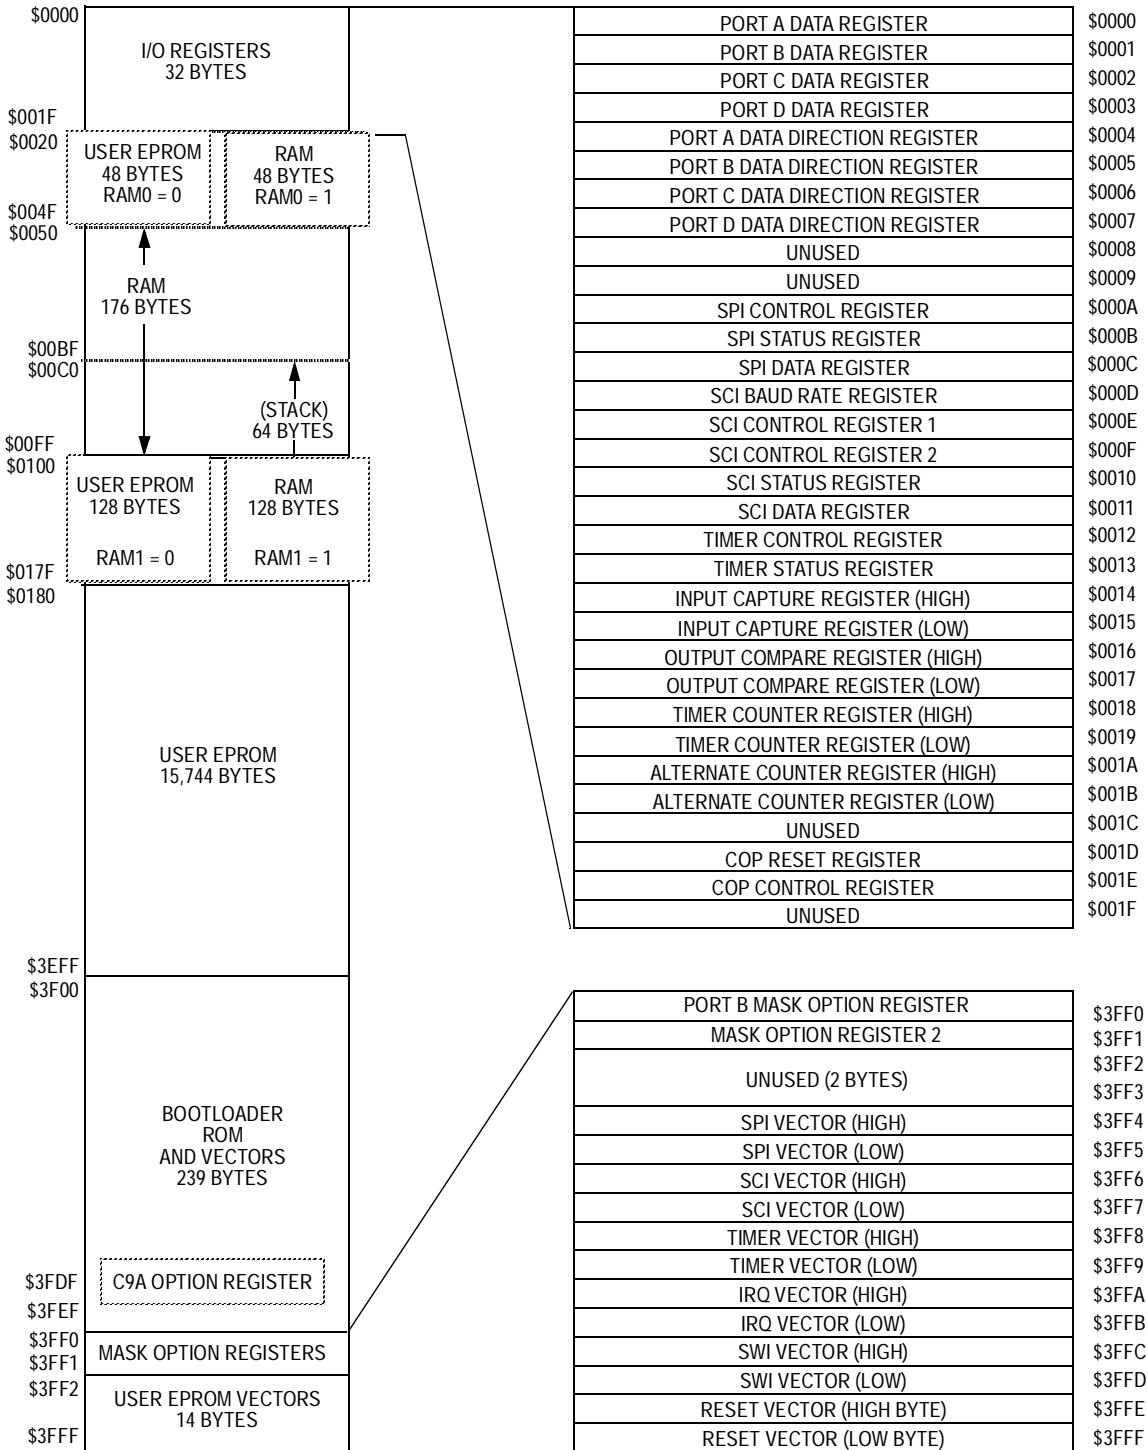 $0000
I/O REGISTERS
32 BYTES
$001F
$0020
USER EPROM
48 BYTES
RAM0 = 0
RAM
48 BYTES
RAM0 = 1
$004F
$0050
RAM
176 BYTES
$00BF
$00C0
(STACK)
64 BYTES
$00FF
$0100
USER EPROM
128 BYTES
RAM1 = 0
RAM
128 BYTES
RAM1 = 1
$017F
$0180
USER EPROM
15,744 BYTES
$3EFF
$3F00
BOOTLOADER
ROM
AND VECTORS
239 BYTES
C9A OPTION REGISTER
$3FDF
$3FEF
$3FF0
$3FF1
MASK OPTION REGISTERS
$3FF2
USER EPROM VECTORS
14 BYTES
$3FFF
PORT A DATA REGISTER $0000
PORT B DATA REGISTER $0001
PORT C DATA REGISTER $0002
PORT D DATA REGISTER $0003
PORT A DATA DIRECTION REGISTER $0004
PORT B DATA DIRECTION REGISTER $0005
PORT C DATA DIRECTION REGISTER $0006
PORT D DATA DIRECTION REGISTER $0007
UNUSED $0008
UNUSED $0009
SPI CONTROL REGISTER $000A
SPI STATUS REGISTER $000B
SPI DATA REGISTER $000C
SCI BAUD RATE REGISTER $000D
SCI CONTROL REGISTER 1 $000E
SCI CONTROL REGISTER 2 $000F
SCI STATUS REGISTER $0010
SCI DATA REGISTER $0011
TIMER CONTROL REGISTER $0012
TIMER STATUS REGISTER $0013
INPUT CAPTURE REGISTER (HIGH) $0014
INPUT CAPTURE REGISTER (LOW) $0015
OUTPUT COMPARE REGISTER (HIGH) $0016
OUTPUT COMPARE REGISTER (LOW) $0017
TIMER COUNTER REGISTER (HIGH) $0018
TIMER COUNTER REGISTER (LOW) $0019
ALTERNATE COUNTER REGISTER (HIGH) $001A
ALTERNATE COUNTER REGISTER (LOW) $001B
UNUSED $001C
COP RESET REGISTER $001D
COP CONTROL REGISTER $001E
UNUSED $001F
PORT B MASK OPTION REGISTER $3FF0
MASK OPTION REGISTER 2 $3FF1
$3FF2
UNUSED (2 BYTES)
$3FF3
SPI VECTOR (HIGH) $3FF4
SPI VECTOR (LOW) $3FF5
SCI VECTOR (HIGH) $3FF6
SCI VECTOR (LOW) $3FF7
TIMER VECTOR (HIGH) $3FF8
TIMER VECTOR (LOW) $3FF9
IRQ VECTOR (HIGH) $3FFA
IRQ VECTOR (LOW) $3FFB
SWI VECTOR (HIGH) $3FFC
SWI VECTOR (LOW) $3FFD
RESET VECTOR (HIGH BYTE) $3FFE
RESET VECTOR (LOW BYTE) $3FFF